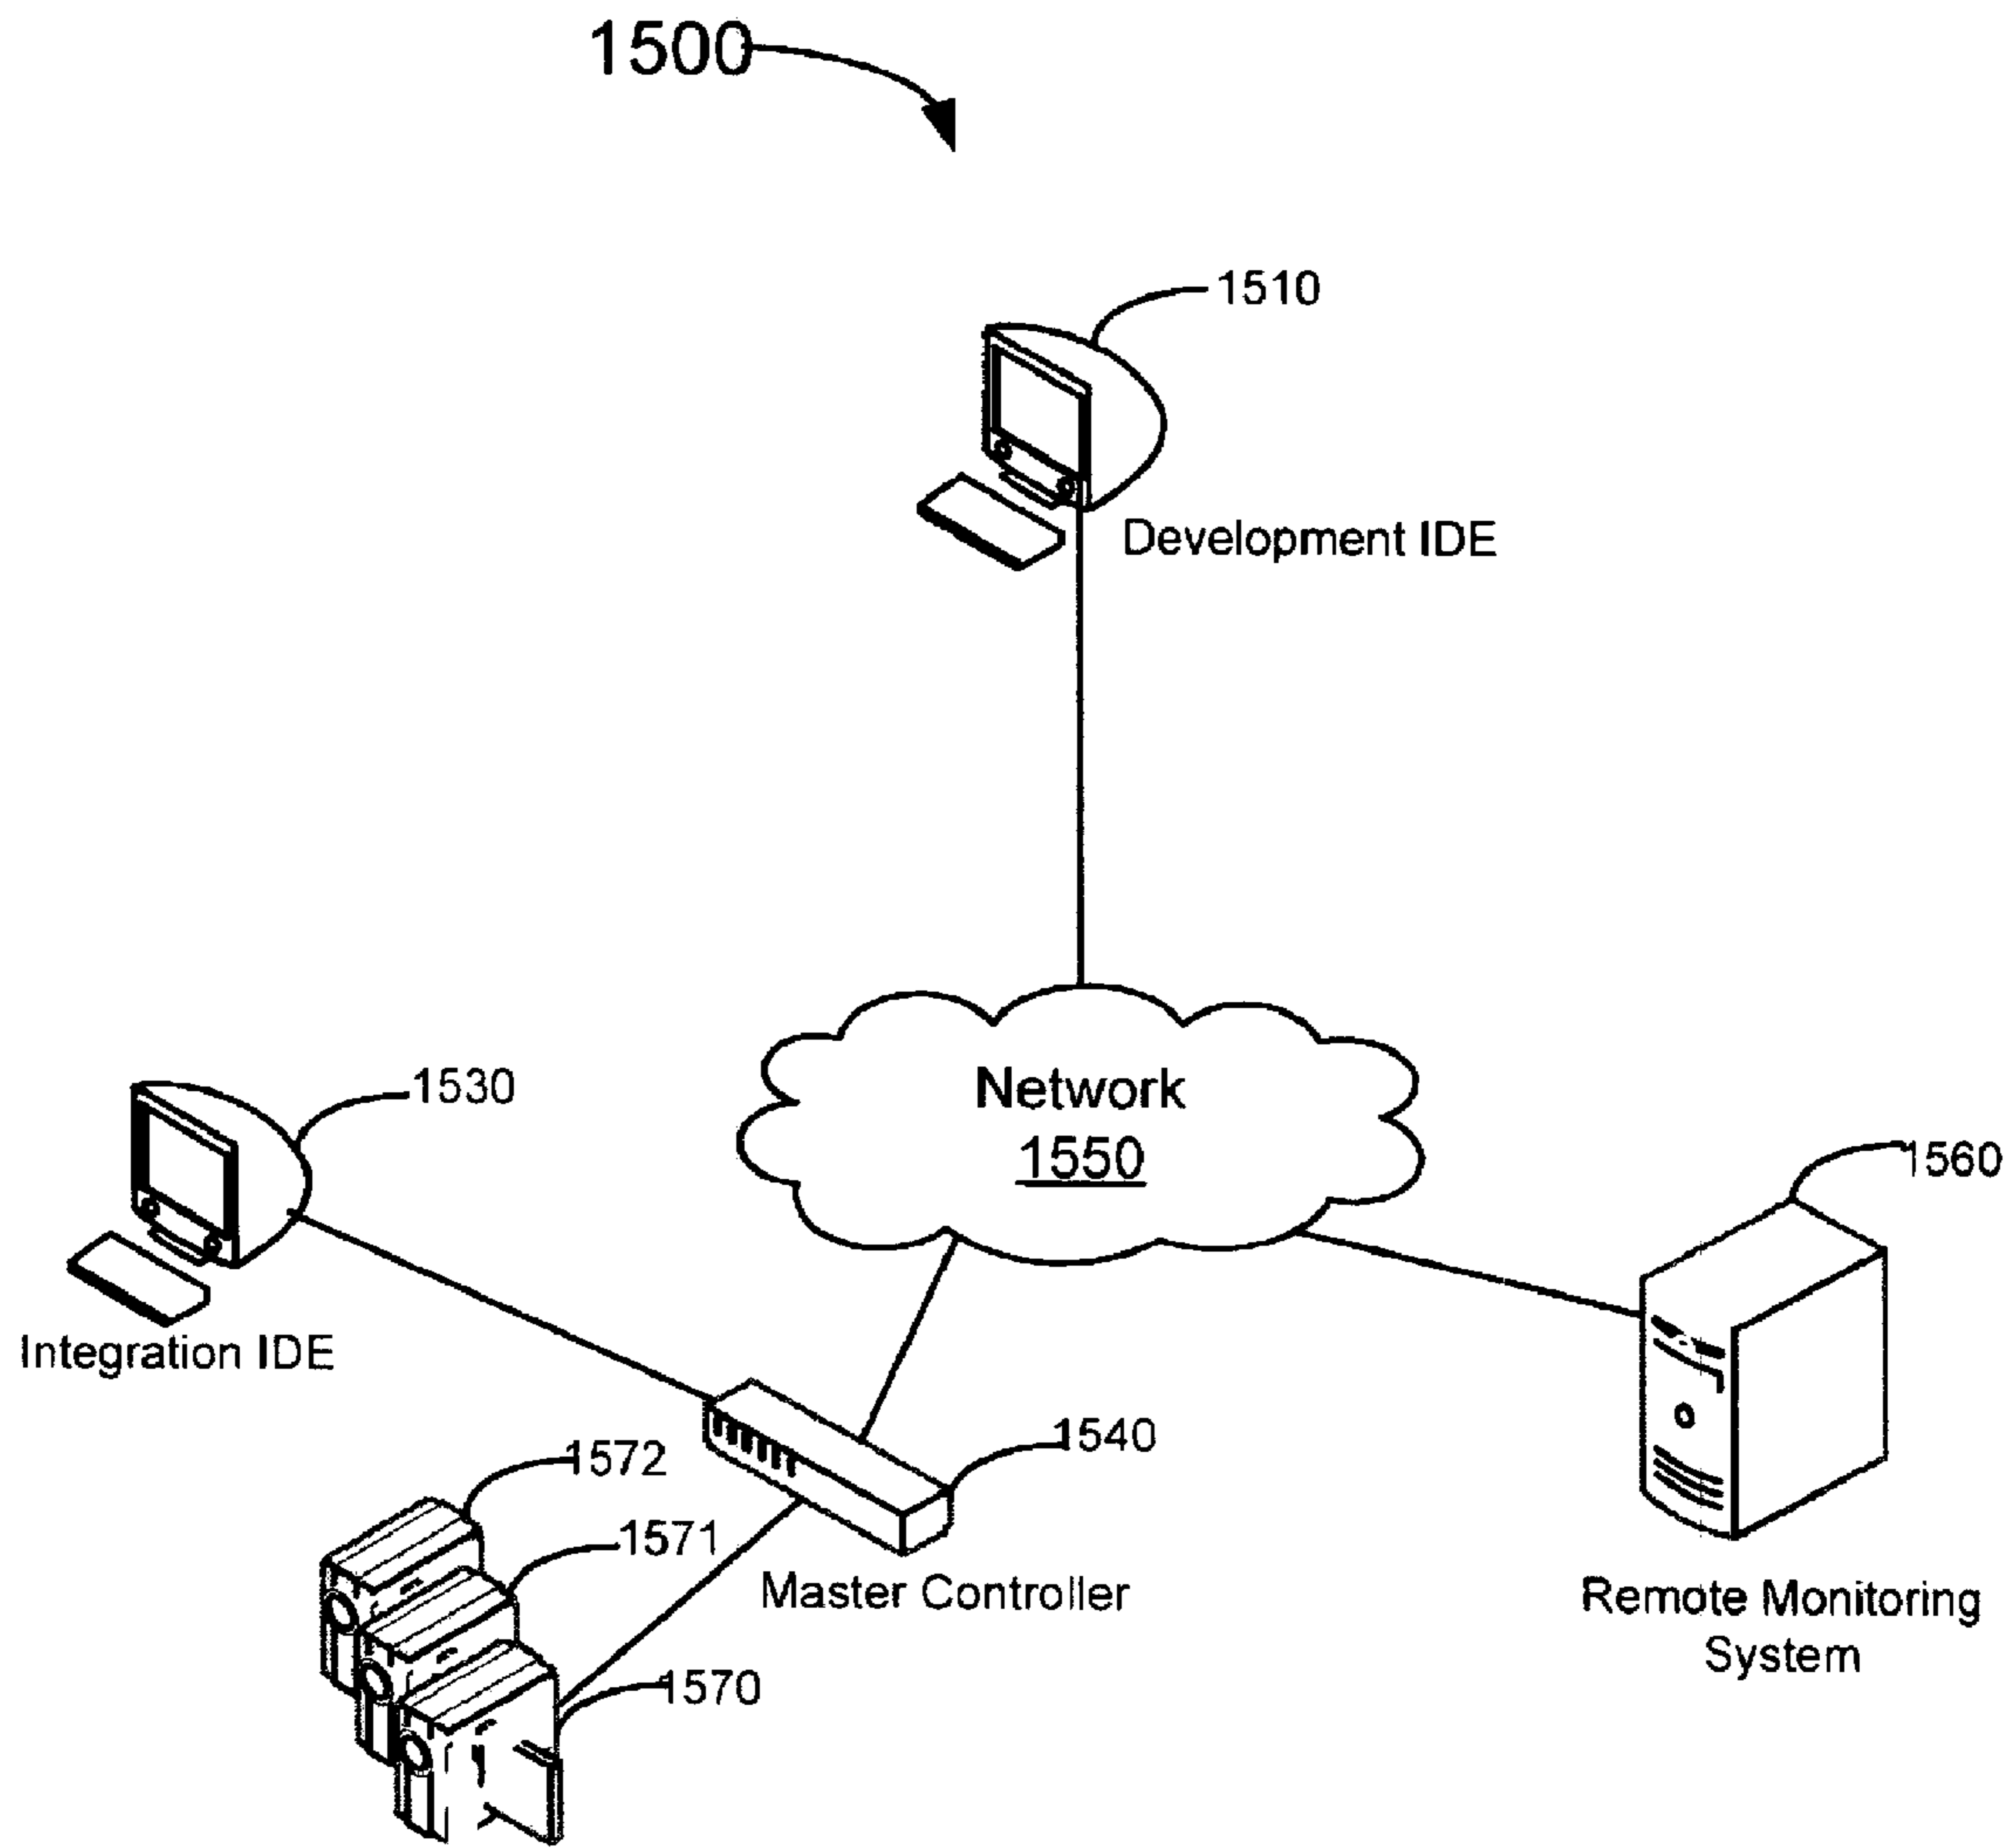 1500
1510
Development IDE
Network
1550
1530
1560
Integration IDE
1540
1572
1571
Master Controller
Remote Monitoring
System
1570